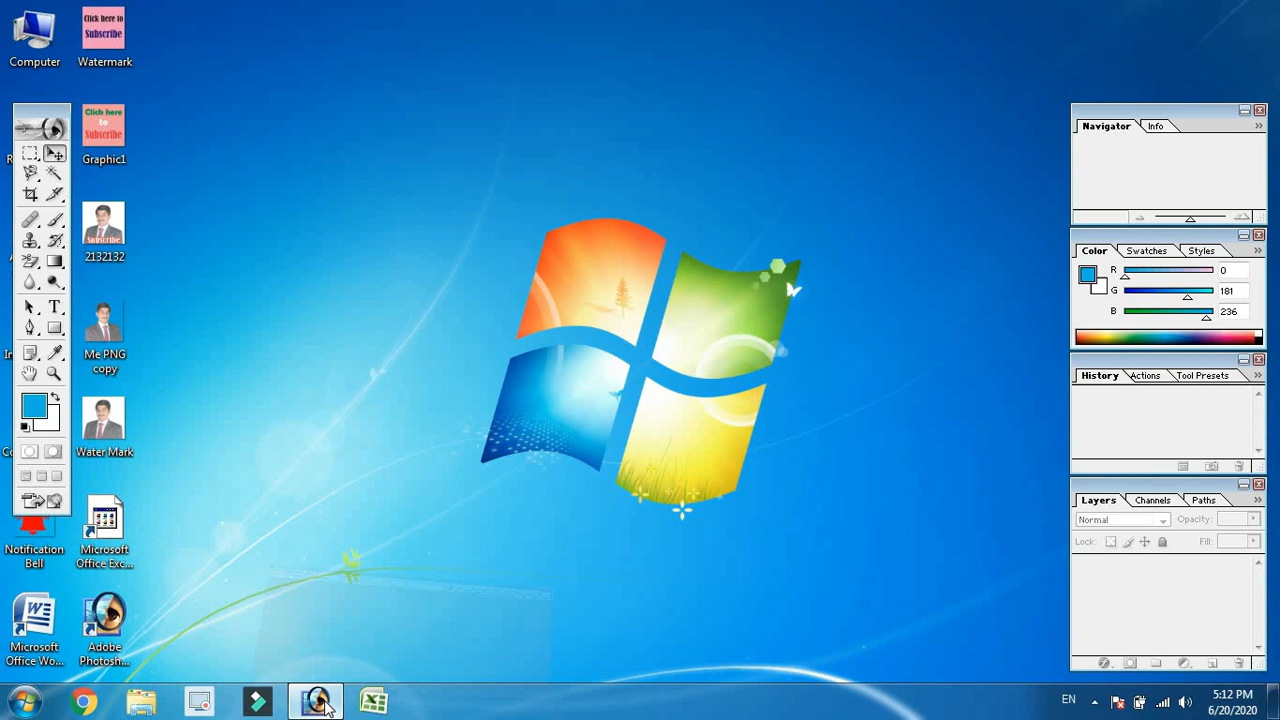 Computer
Click here to
Subscribe
Watermark
Click here
to
Subscribe
Graphic1
Subscribe
2132132
Me PNG
copy
Water Mark
Notification
Bell
Microsoft
Office Exc...
Microsoft
Office Wo...
Adobe
Photosh...
Navigator
Info
Color
Swatches
Styles
R
0
G
181
B
236
History
Actions
Tool Presets
Layers
Channels
Paths
Normal
Opacity:
Lock:
Fill:
EN
5:12 PM
6/20/2020